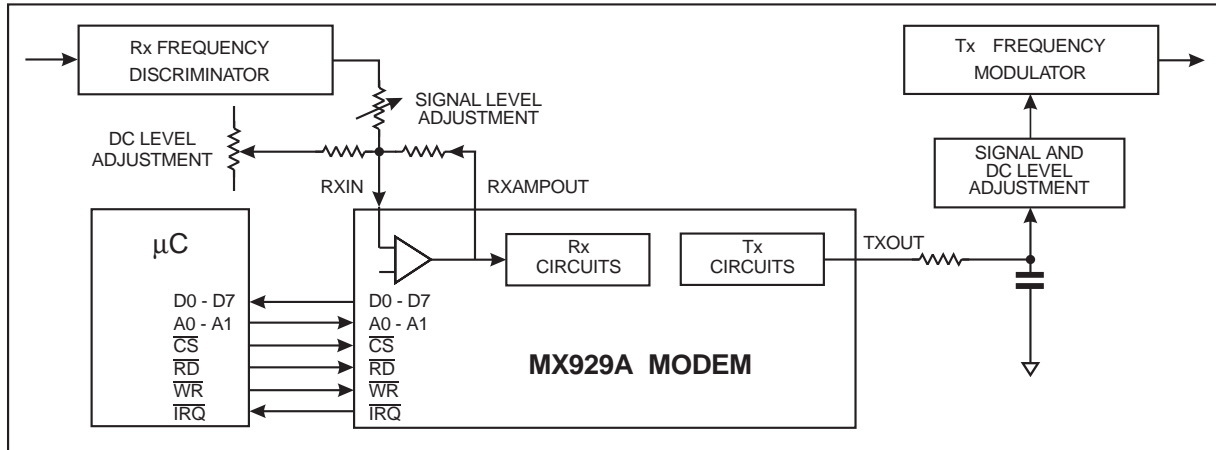 Rx FREQUENCY
DISCRIMINATOR
Tx FREQUENCY
MODULATOR
SIGNAL LEVEL
ADJUSTMENT
DC LEVEL
ADJUSTMENT
SIGNAL AND
DC LEVEL
ADJUSTMENT
RXIN
RXAMPOUT
µC
Rx
CIRCUITS
Tx
CIRCUITS
TXOUT
D0 - D7
A0 - A1
CS
RD
WR
IRQ
D0 - D7
A0 - A1
CS
RD
WR
IRQ
MX929A MODEM